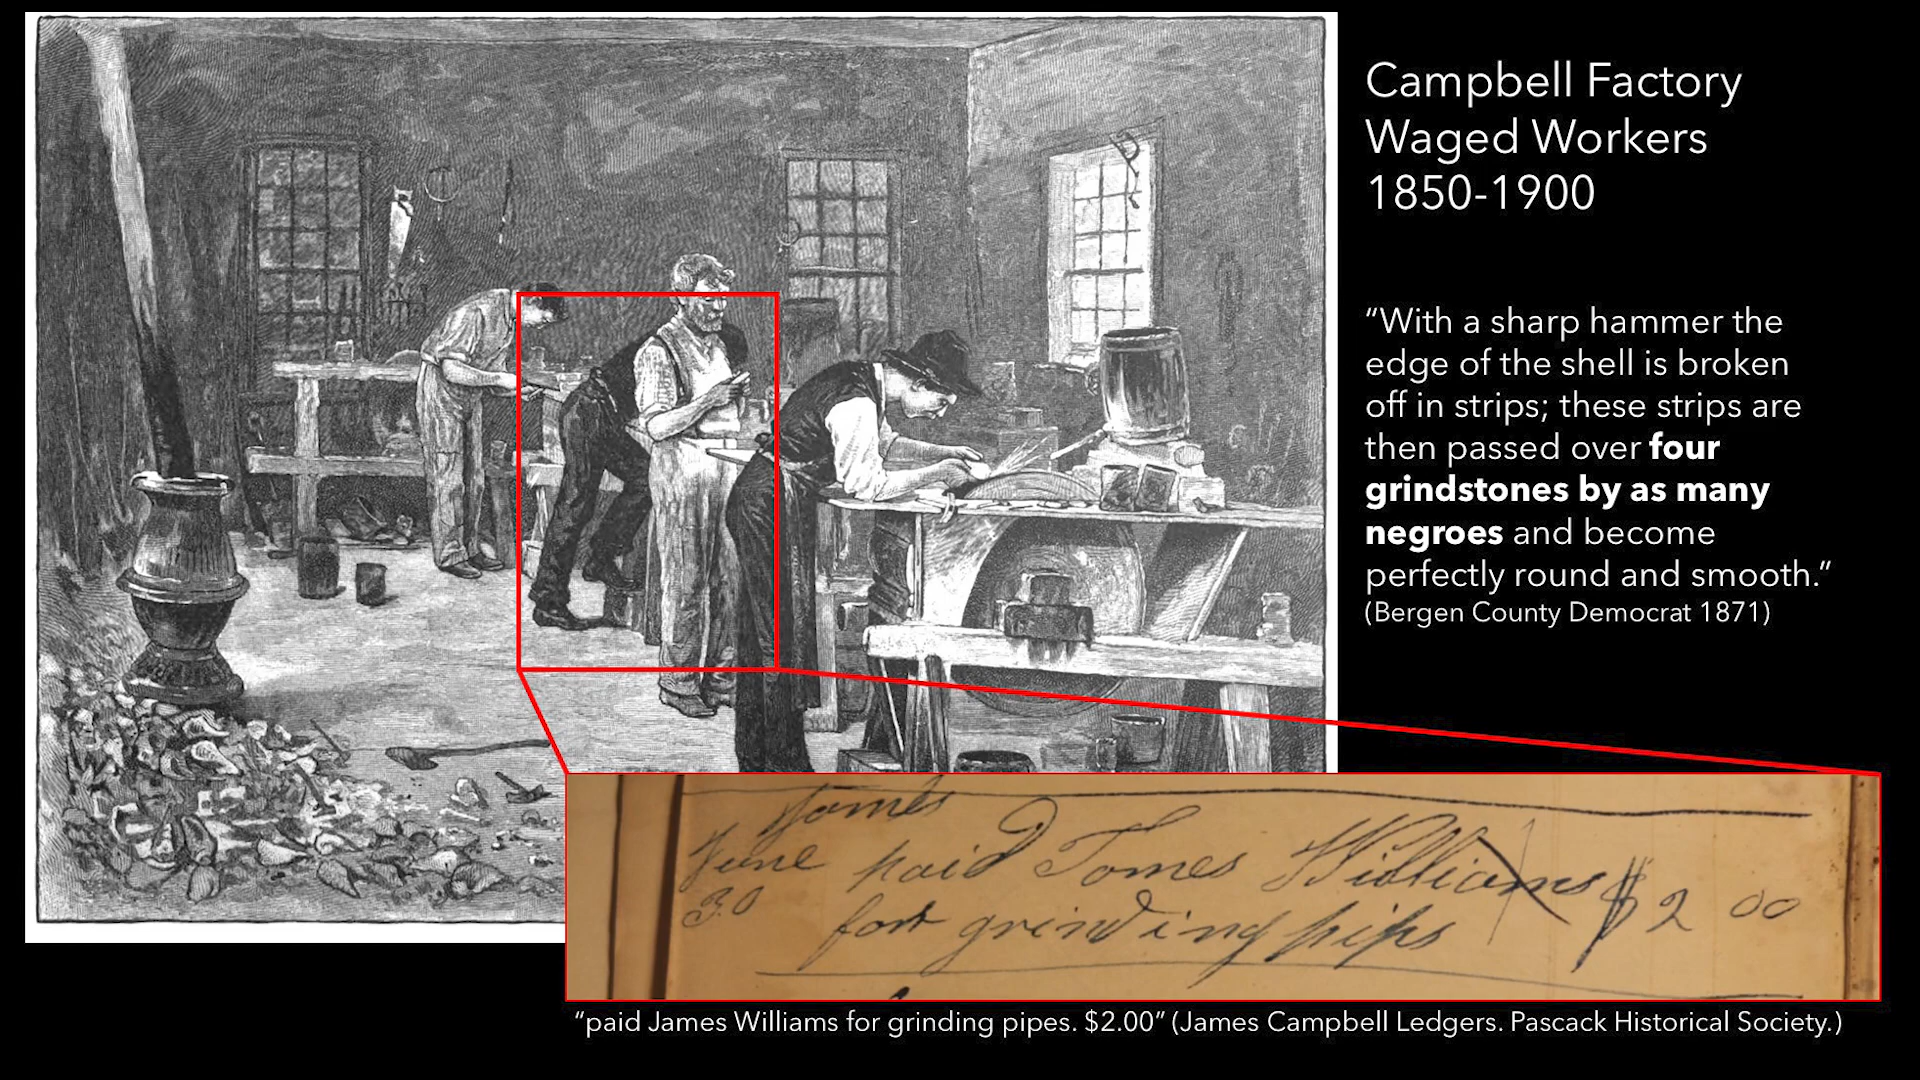 Campbell Factory
Waged Workers
1850-1900
“With a sharp hammer the
edge of the shell is broken
off in strips; these strips are
then passed over four
grindstones by as many
negroes and become
perfectly round and smooth.”
(Bergen County Democrat 1871)
James
June paid James Williams $2 00
30 for grinding pips
“paid James Williams for grinding pipes. $2.00” (James Campbell Ledgers. Pascack Historical Society.)